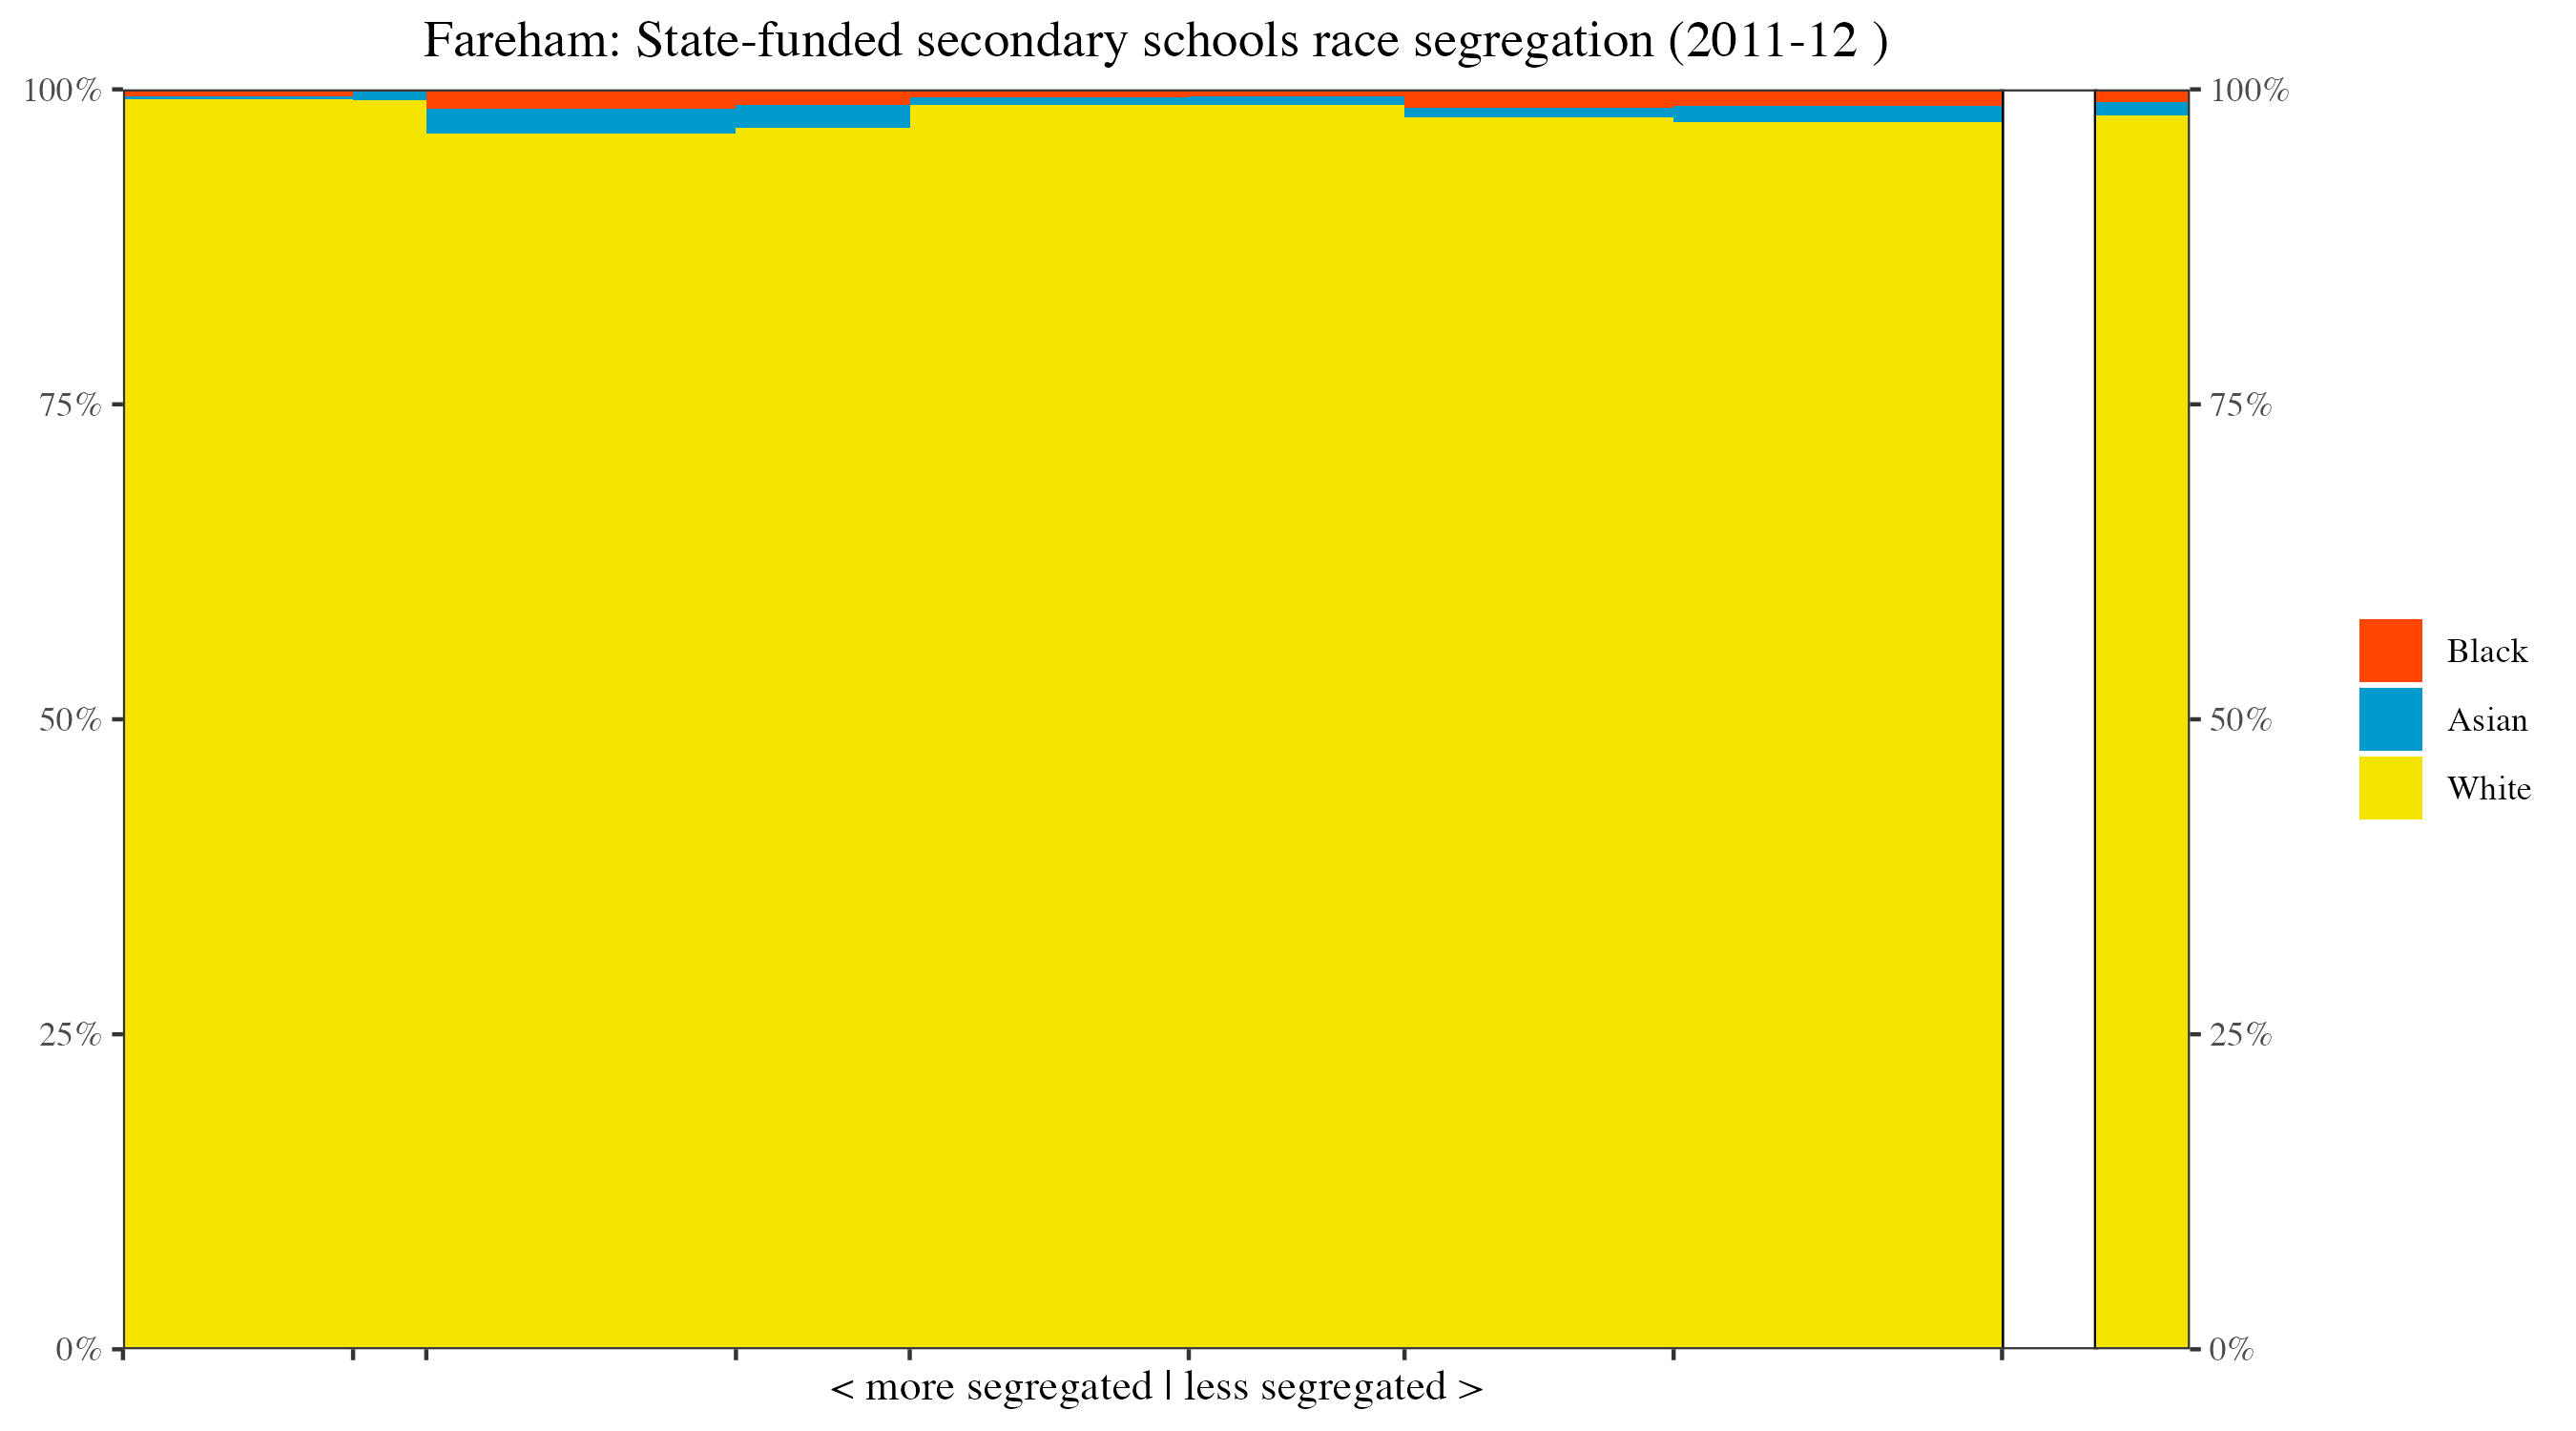 Fareham: State-funded secondary schools race segregation (2011-12 )
100%
100%
75%
75%
Black
50%
Asian
50%
White
25%
25%
0%
0%
< more segregated | less segregated >